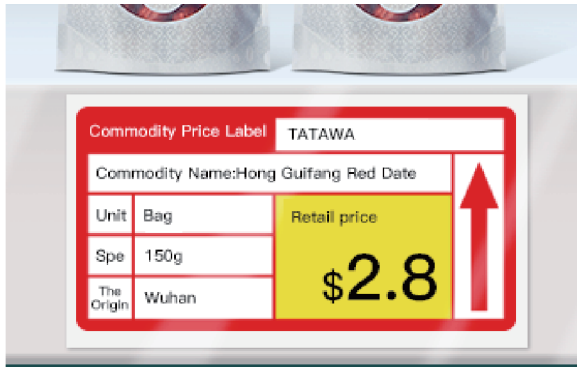 Commodity Price Label TATAWA
Commodity Name:Hong Guifang Red Date
Unit Bag
Retail price
Spe 150g
$2.8
The Origin Wuhan